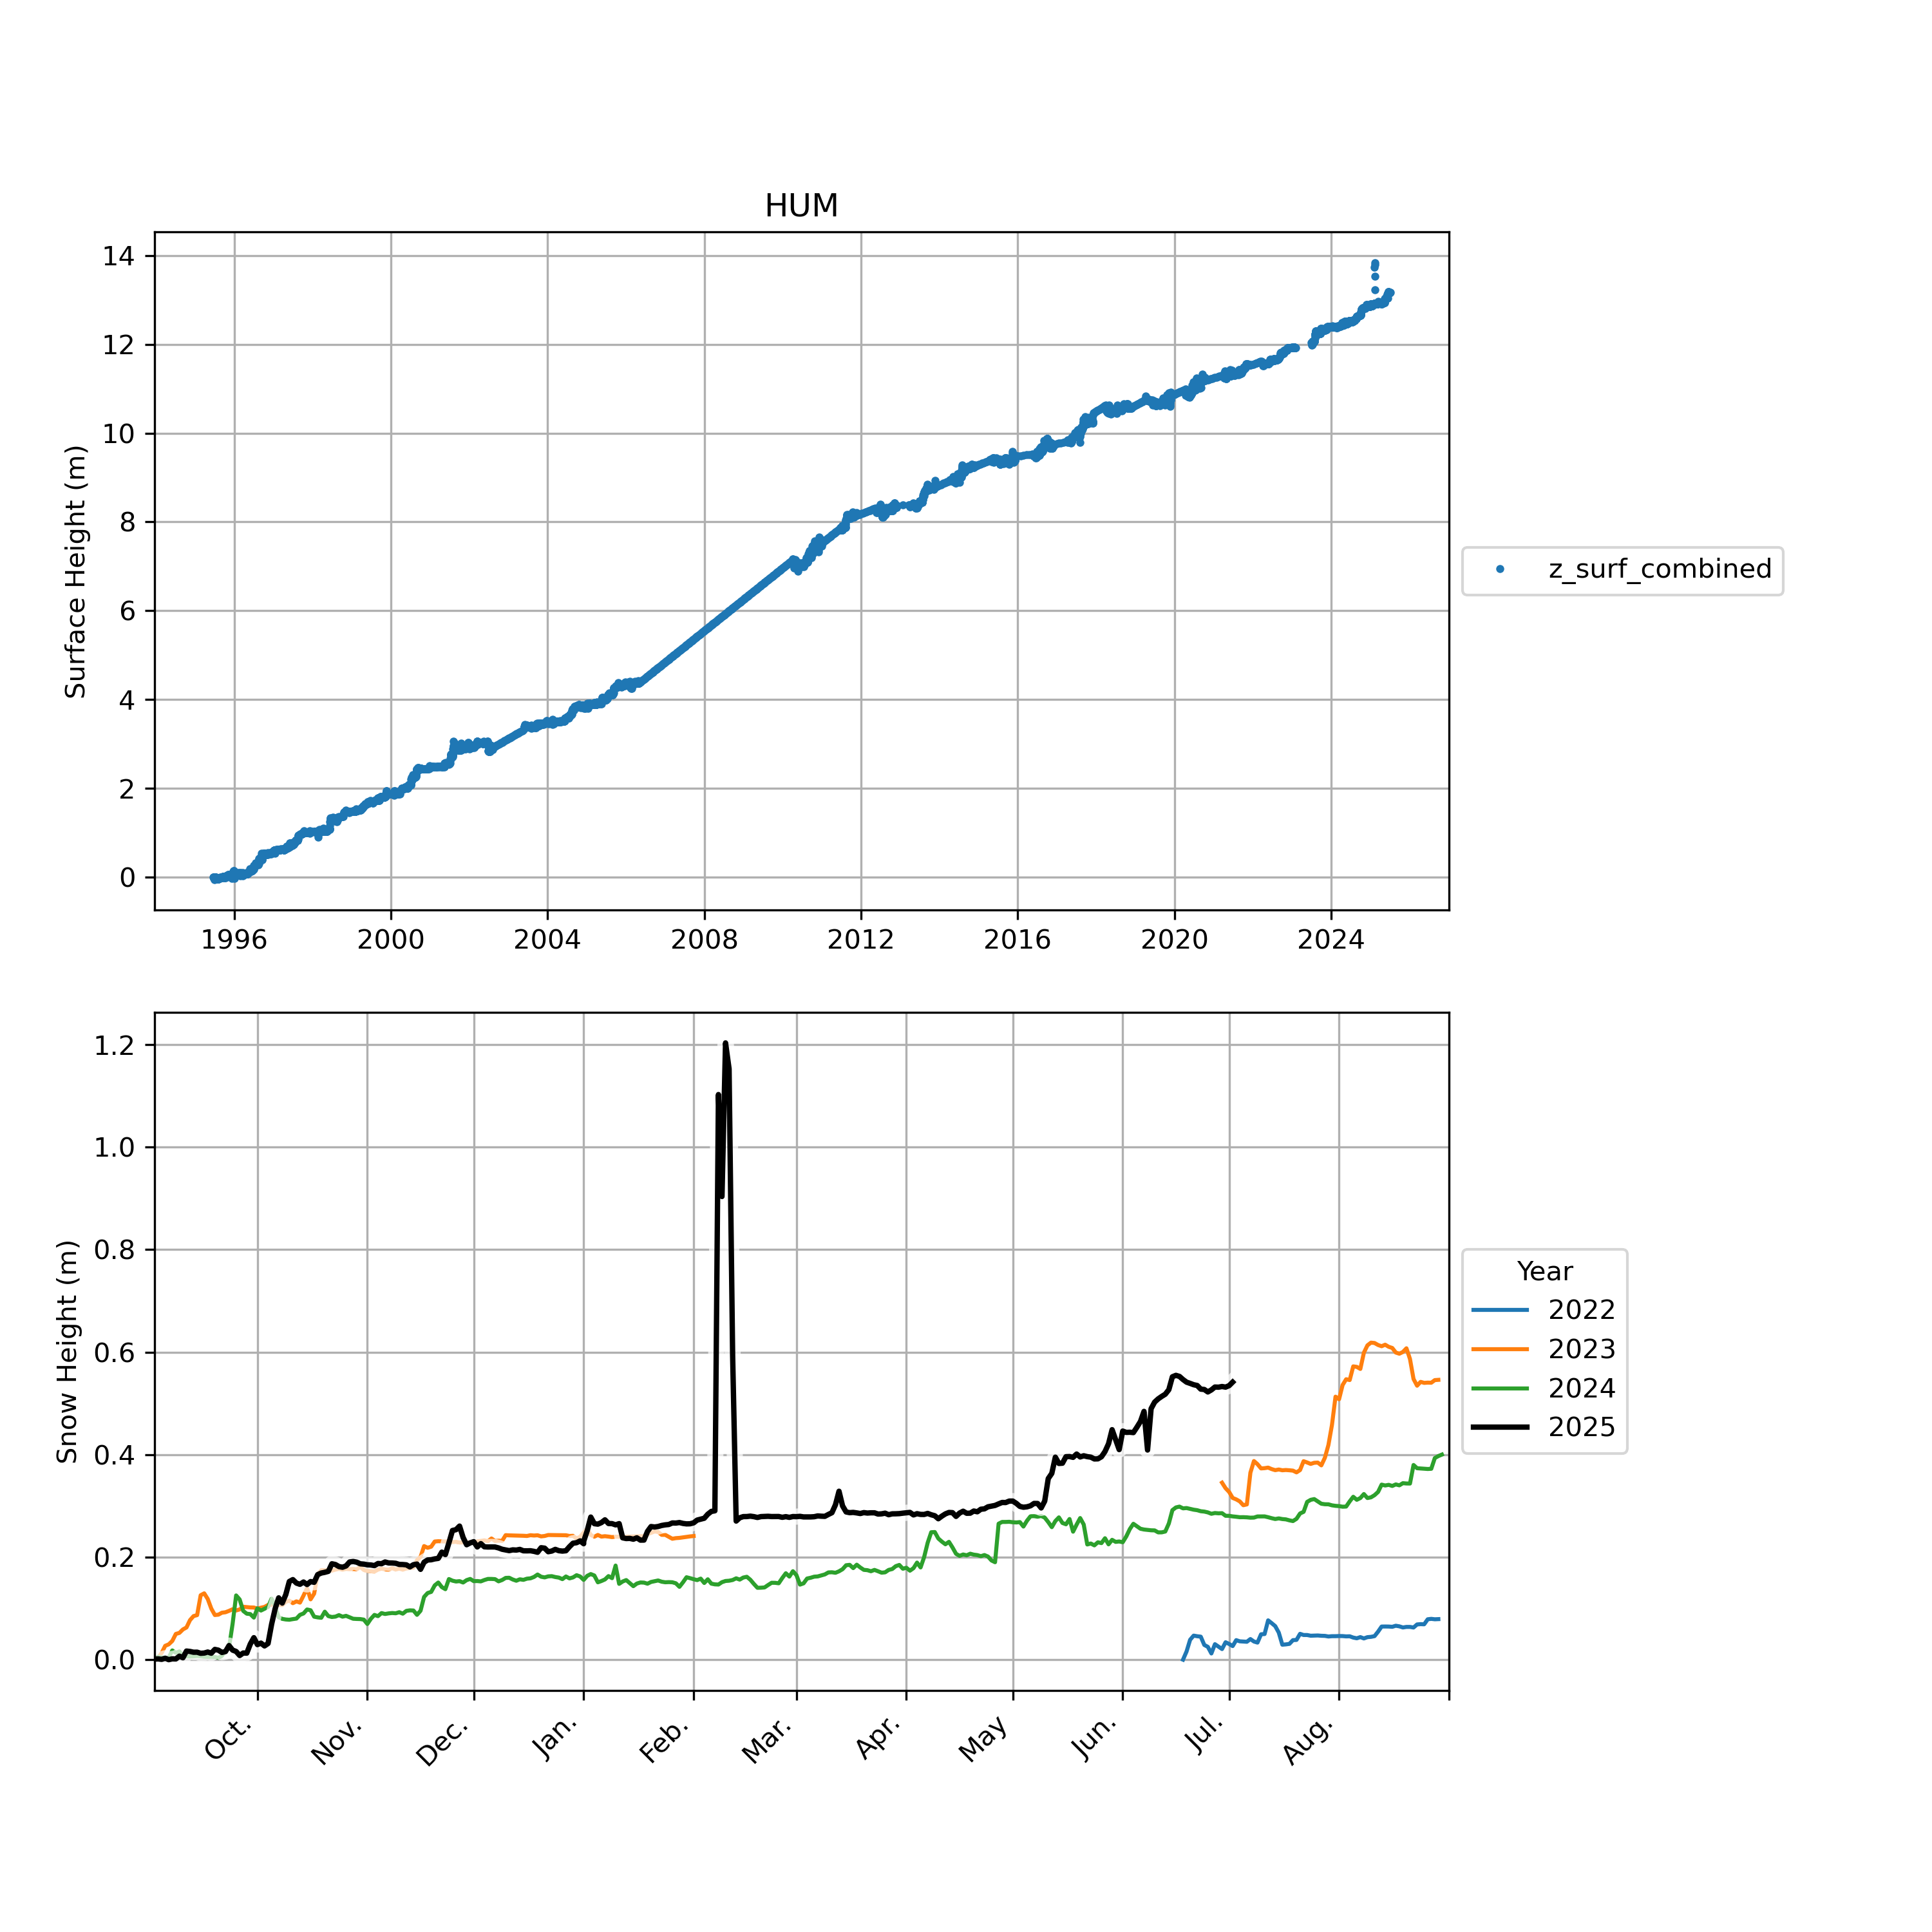 HUM
Surface Height (m)
14
12
10
8
6
4
2
0
1996 2000 2004 2008 2012 2016 2020 2024
z_surf_combined
Snow Height (m)
1.2
1.0
0.8
0.6
0.4
0.2
0.0
Oct. Nov. Dec. Jan. Feb. Mar. Apr. May Jun. Jul. Aug.
Year
2022
2023
2024
2025